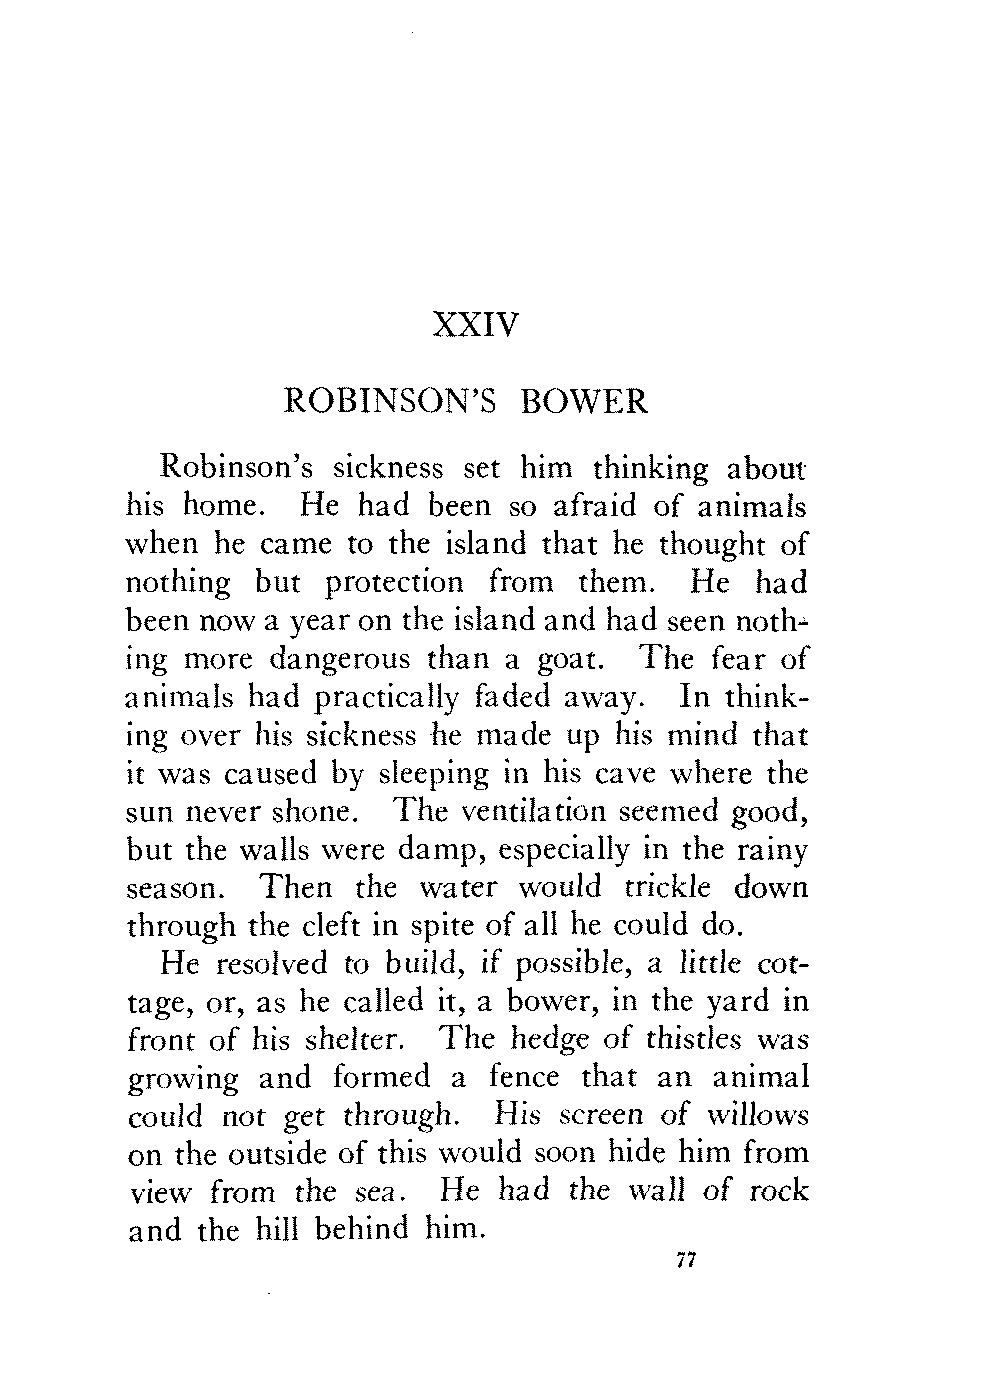 XXIV
ROBINSON'S BOWER
Robinson's sickness set him thinking about
his home. He had been so afraid of animals
when he came to the island that he thought of
nothing but protection from them. He had
been now a year on the island and had seen noth-
ing more dangerous than a goat. The fear of
animals had practically faded away. In think-
ing over his sickness he made up his mind that
it was caused by sleeping in his cave where the
sun never shone. The ventilation seemed good,
but the walls were damp, especially in the rainy
season. Then the water would trickle down
through the cleft in spite of all he could do.
He resolved to build, if possible, a little cot-
tage, or, as he called it, a bower, in the yard in
front of his shelter. The hedge of thistles was
growing and formed a fence that an animal
could not get through. His screen of willows
on the outside of this would soon hide him from
view from the sea. He had the wall of rock
and the hill behind him.
77